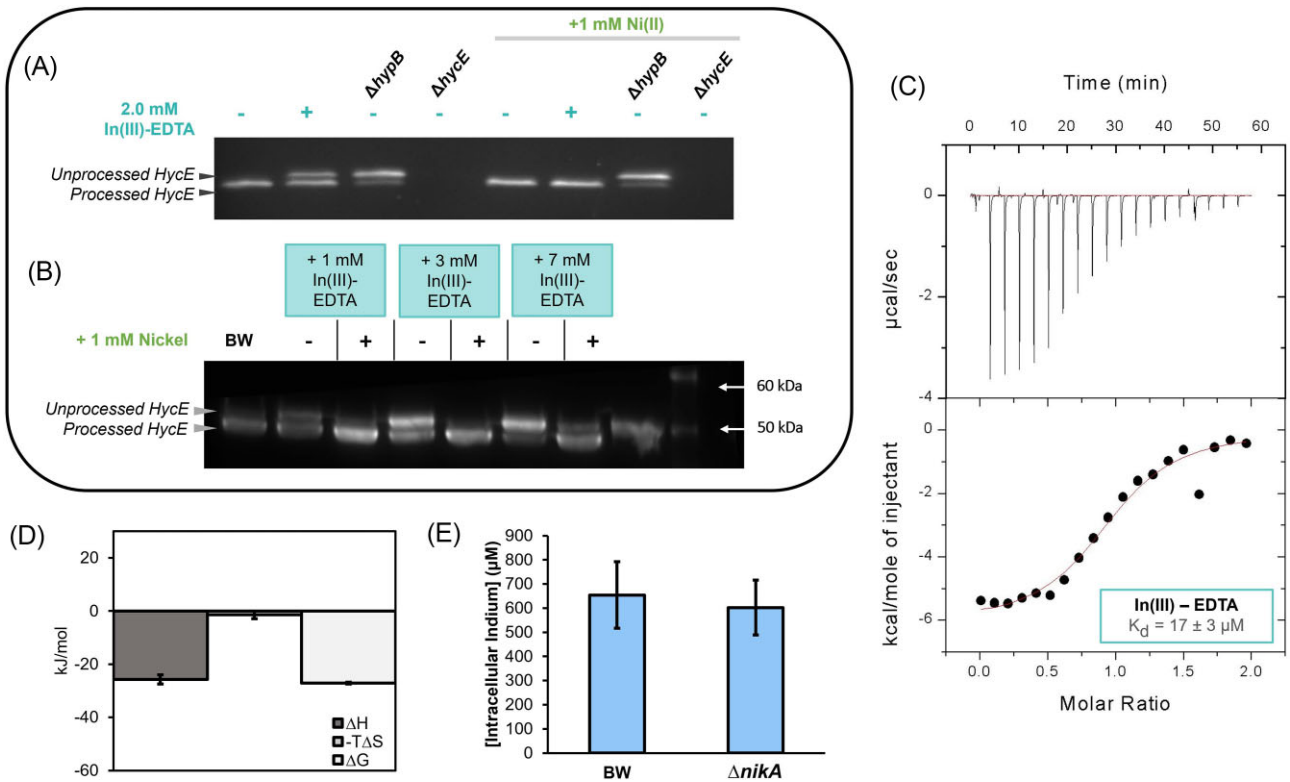 +1 mM Ni(II)
(A)
ΔhypB
ΔhycE
ΔhypB
ΔhycE
2.0 mM
In(III)-EDTA
- + - - - + - -
Unprocessed HycE
Processed HycE
(B)
+ 1 mM
In(III)-
EDTA
+ 3 mM
In(III)-
EDTA
+ 7 mM
In(III)-
EDTA
+ 1 mM Nickel BW - + - + - +
Unprocessed HycE
Processed HycE
60 kDa
50 kDa
(C)
Time (min)
0 10 20 30 40 50 60
0
-2
-4
µcal/sec
0
-2
-4
-6
kcal/mole of injectant
In(III) – EDTA
Kd = 17 ± 3 µM
0.0 0.5 1.0 1.5 2.0
Molar Ratio
(D)
20
0
-20
-40
-60
kJ/mol
ΔH
-TΔS
ΔG
(E)
900
800
700
600
500
400
300
200
100
0
[Intracellular Indium] (µM)
BW ΔnikA